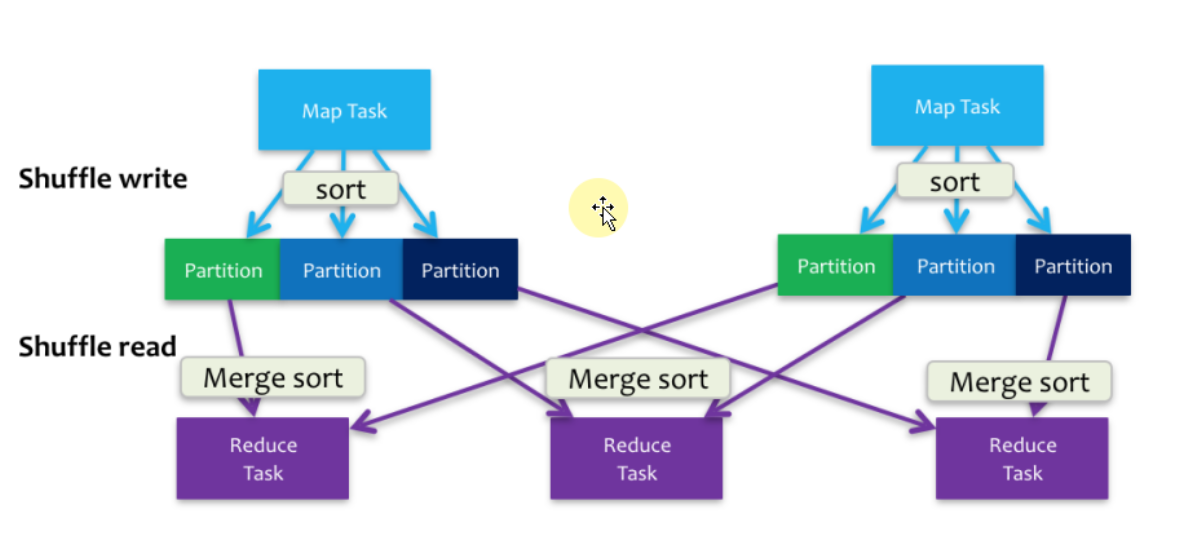 Map Task
Map Task
Shuffle write
sort
sort
Partition
Partition
Partition
Partition
Partition
Partition
Shuffle read
Merge sort
Merge sort
Merge sort
Reduce
Task
Reduce
Task
Reduce
Task